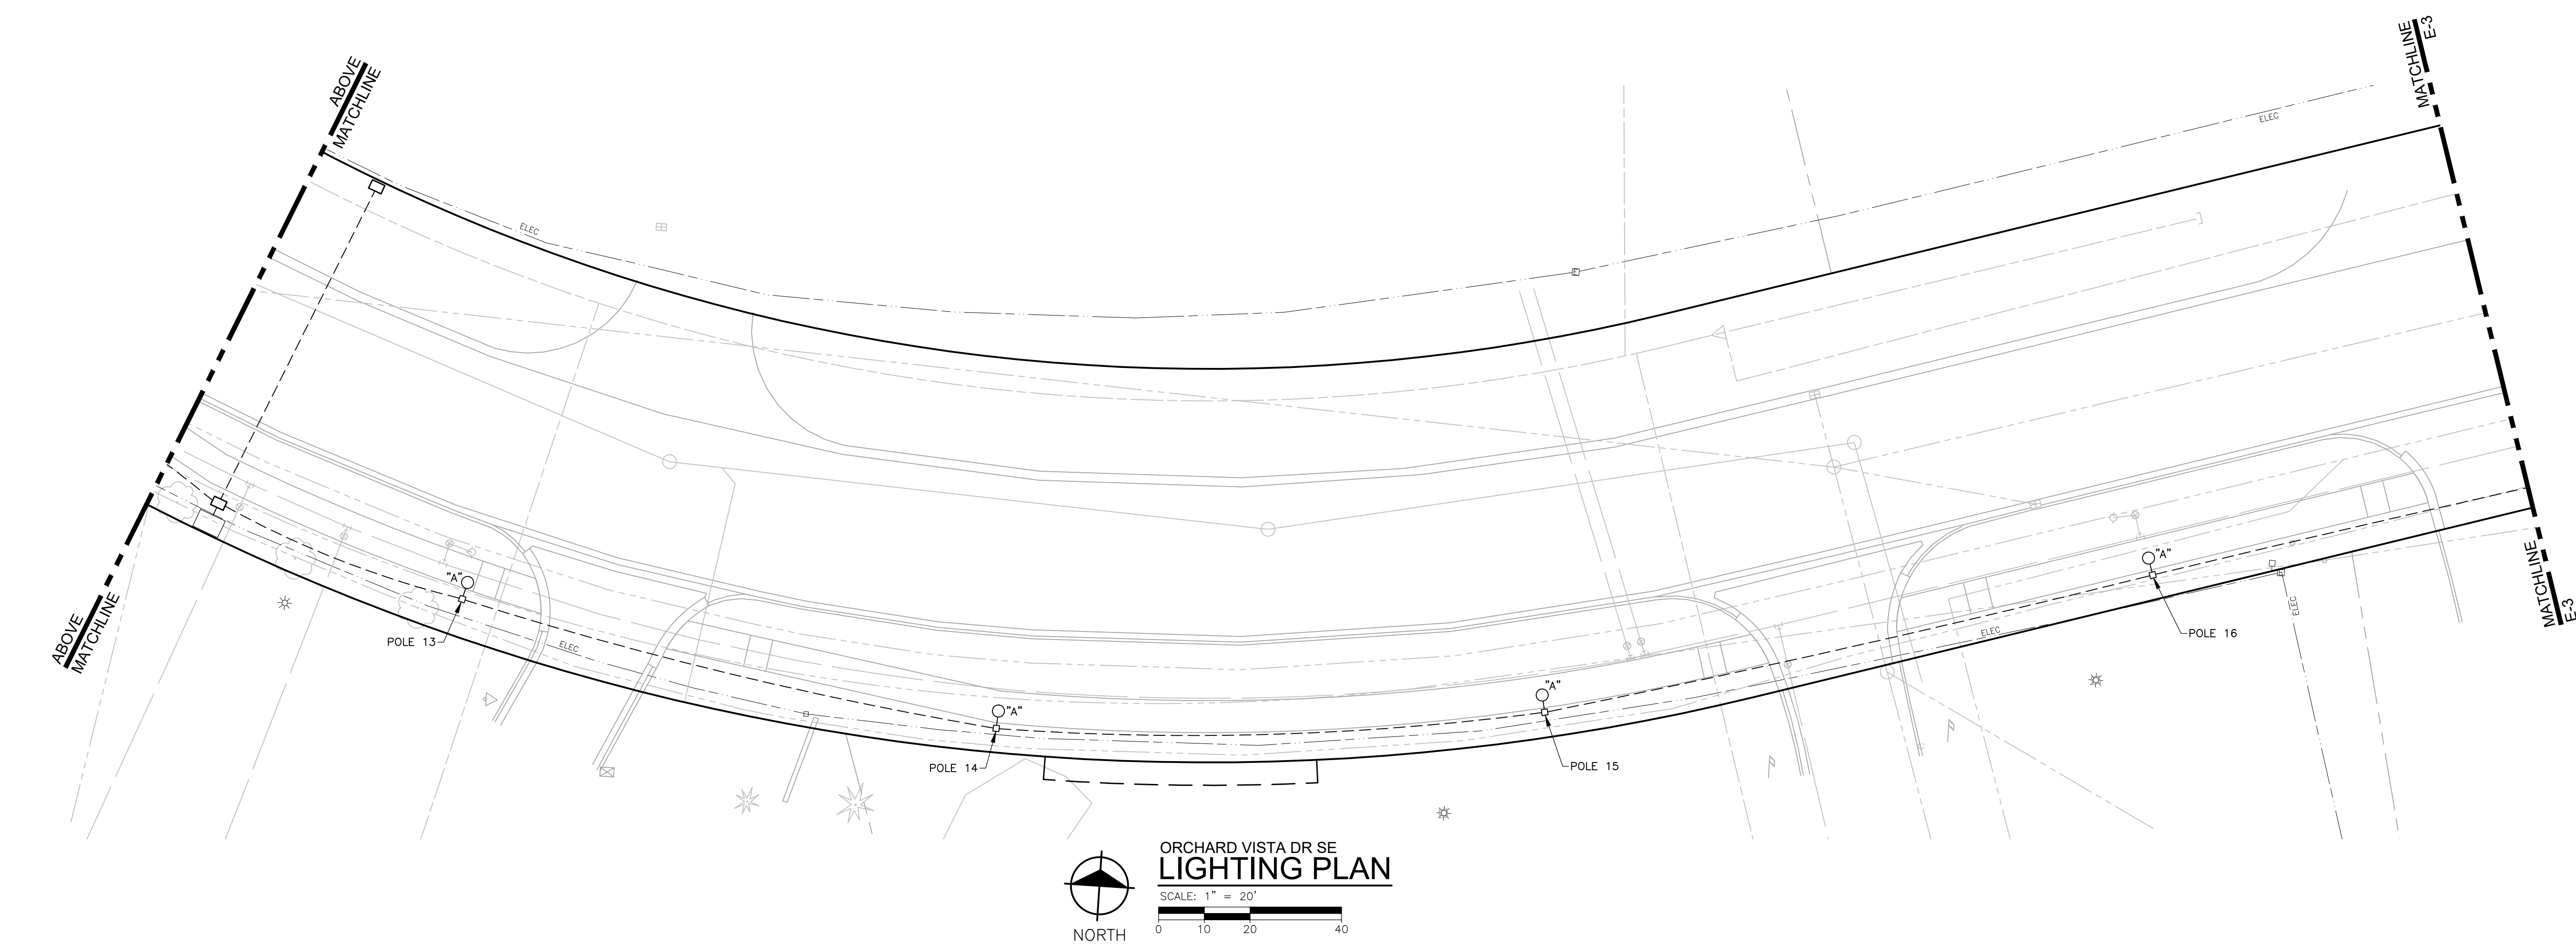 ABOVE
MATCHLINE
MATCHLINE
E-3
ELEC
ELEC
E
"A"
POLE 13
ELEC
"A"
POLE 14
"A"
POLE 15
"A"
POLE 16
ELEC
E
ELEC
ABOVE
MATCHLINE
MATCHLINE
E-3
ORCHARD VISTA DR SE
LIGHTING PLAN
SCALE: 1" = 20'
0 10 20 40
NORTH